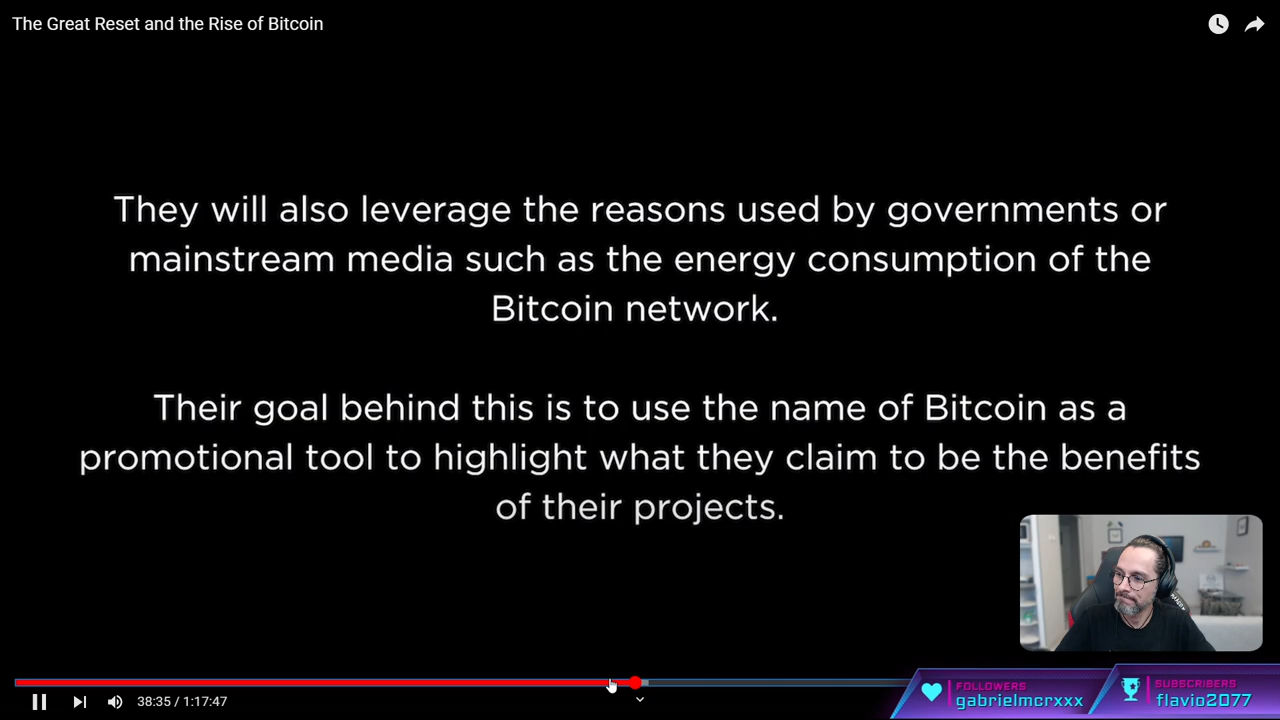 The Great Reset and the Rise of Bitcoin
They will also leverage the reasons used by governments or
mainstream media such as the energy consumption of the
Bitcoin network.
Their goal behind this is to use the name of Bitcoin as a
promotional tool to highlight what they claim to be the benefits
of their projects.
38:35 / 1:17:47
FOLLOWERS
gabrielmcrxxx
SUBSCRIBERS
flavio2077